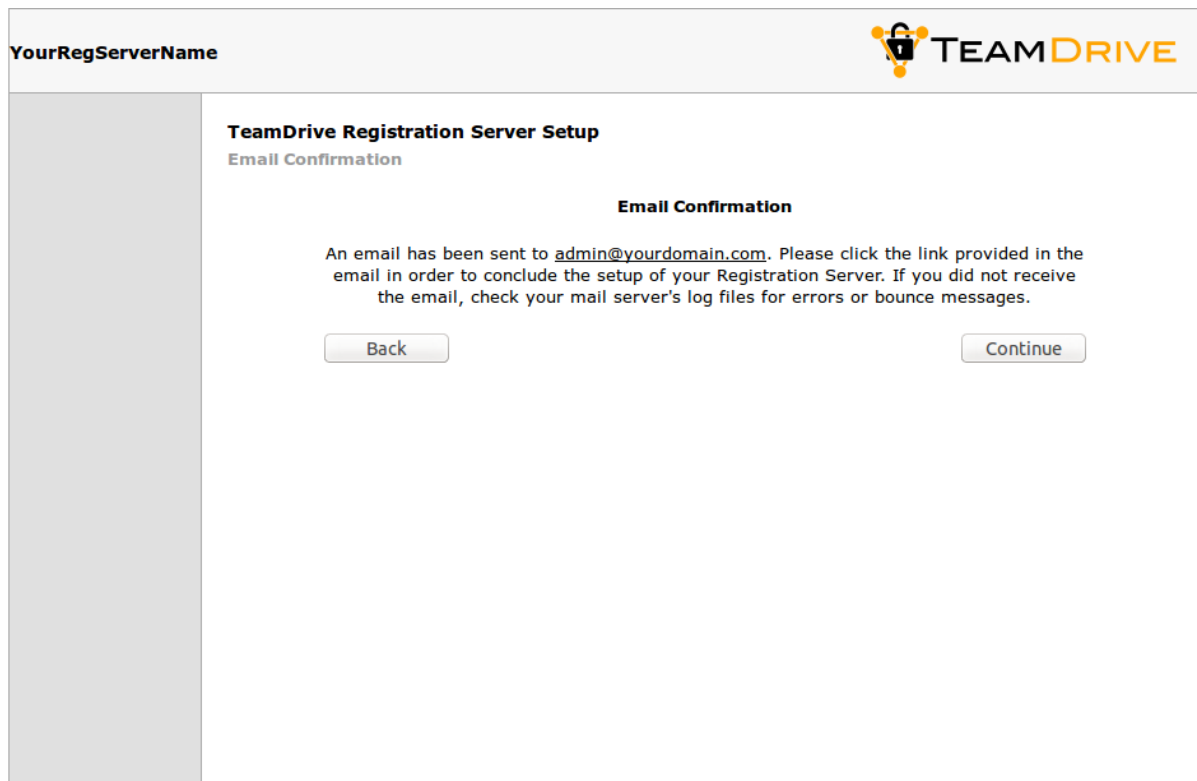 YourRegServerName
TEAMDRIVE
TeamDrive Registration Server Setup
Email Confirmation
Email Confirmation
An email has been sent to admin@yourdomain.com. Please click the link provided in the
email in order to conclude the setup of your Registration Server. If you did not receive
the email, check your mail server's log files for errors or bounce messages.
Back
Continue